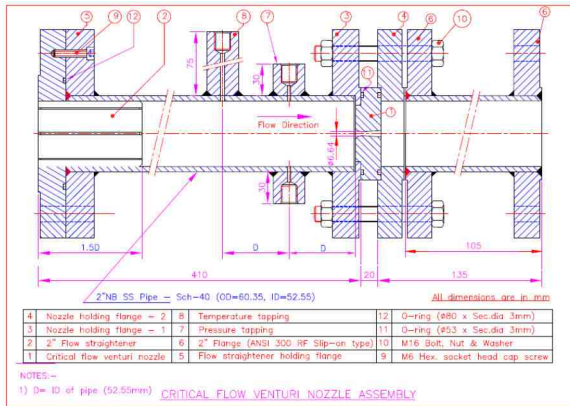 5 9 12 2 8 7 3 4 6 10 6
75
30
11
1
Flow Direction
ø6.64
30
1.5D
D
D
105
410
20
135
2"NB SS Pipe - Sch-40 (OD=60.35, ID=52.55)
All dimensions are in mm
4 Nozzle holding flange - 2 8 Temperature tapping 12 O-ring (ø80 x Sec.dia 3mm)
3 Nozzle holding flange - 1 7 Pressure tapping 11 O-ring (ø53 x Sec.dia 3mm)
2 2" Flow straightener 6 2" Flange (ANSI 300 RF Slip-on type) 10 M16 Bolt, Nut & Washer
1 Critical flow venturi nozzle 5 Flow straightener holding flange 9 M6 Hex. socket head cap screw
NOTES:-
1) D= ID of pipe (52.55mm)
CRITICAL FLOW VENTURI NOZZLE ASSEMBLY